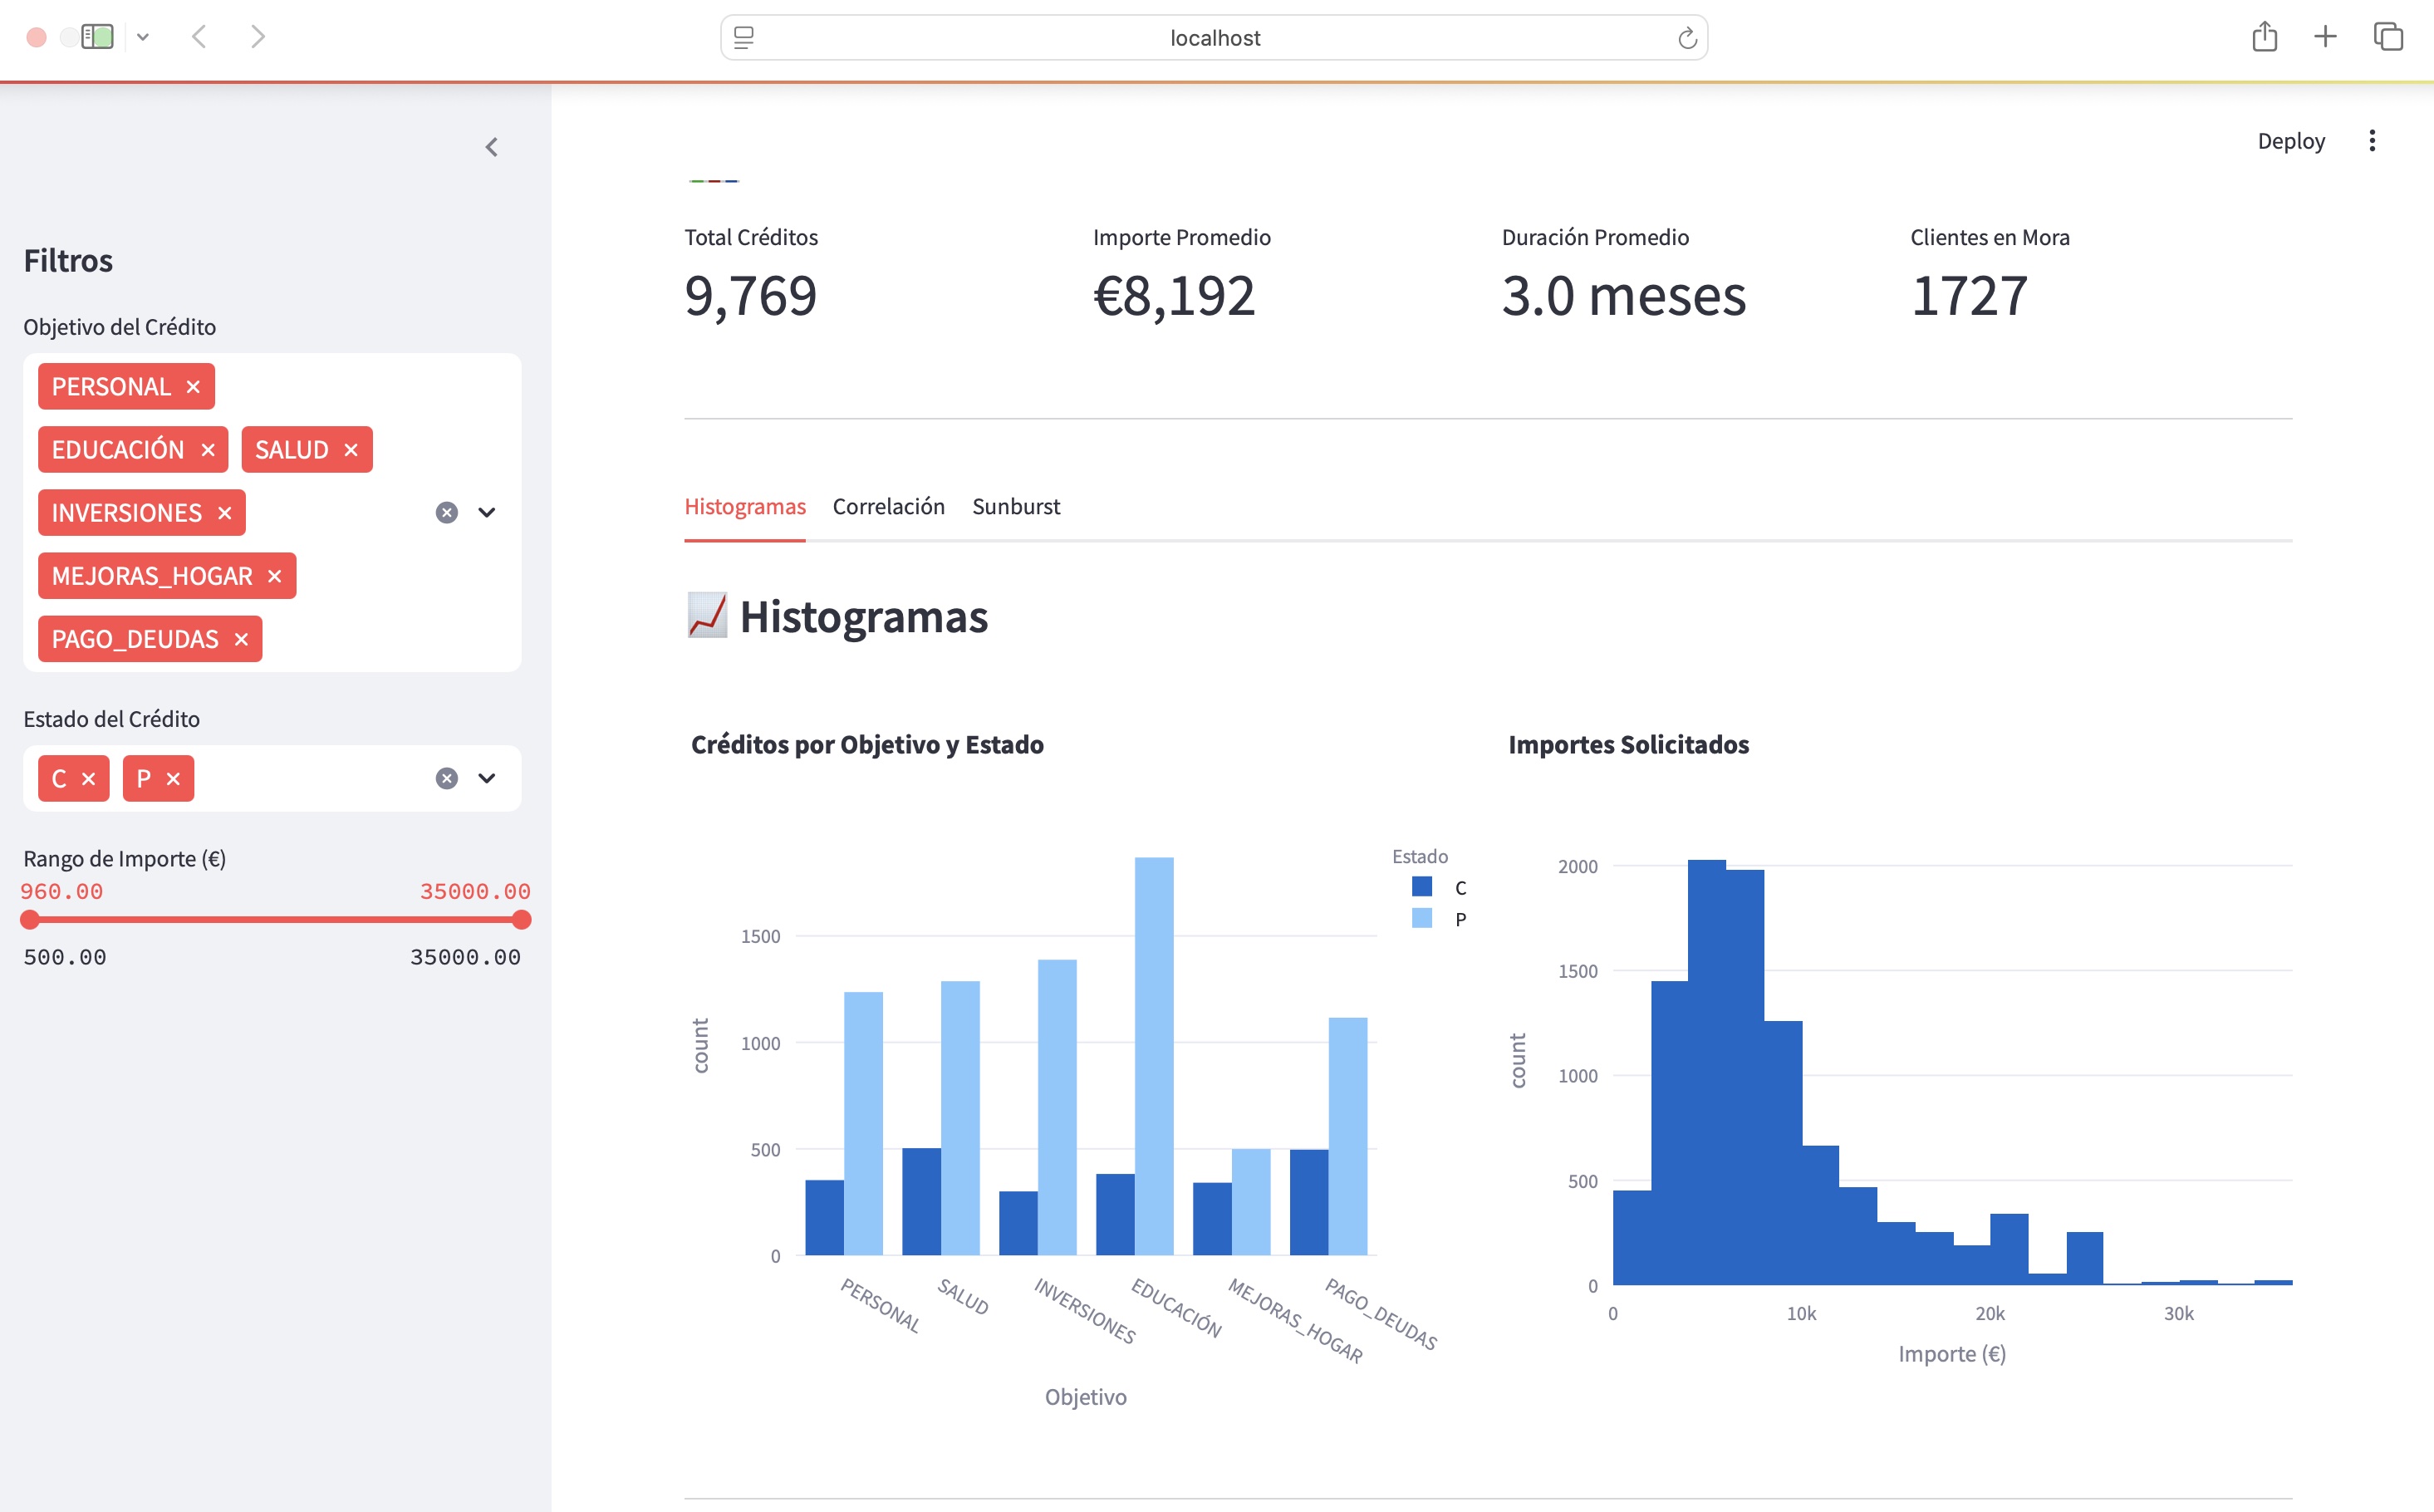 localhost
Deploy
Filtros
Objetivo del Crédito
PERSONAL
EDUCACIÓN SALUD
INVERSIONES
MEJORAS_HOGAR
PAGO_DEUDAS
Estado del Crédito
C P
Rango de Importe (€)
960.00 35000.00
500.00 35000.00
Total Créditos
9,769
Importe Promedio
€8,192
Duración Promedio
3.0 meses
Clientes en Mora
1727
Histogramas Correlación Sunburst
Histogramas
Créditos por Objetivo y Estado
Estado
C
P
count
1500
1000
500
0
PERSONAL
SALUD
INVERSIONES
EDUCACIÓN
MEJORAS_HOGAR
PAGO_DEUDAS
Objetivo
Importes Solicitados
count
2000
1500
1000
500
0
0 10k 20k 30k
Importe (€)